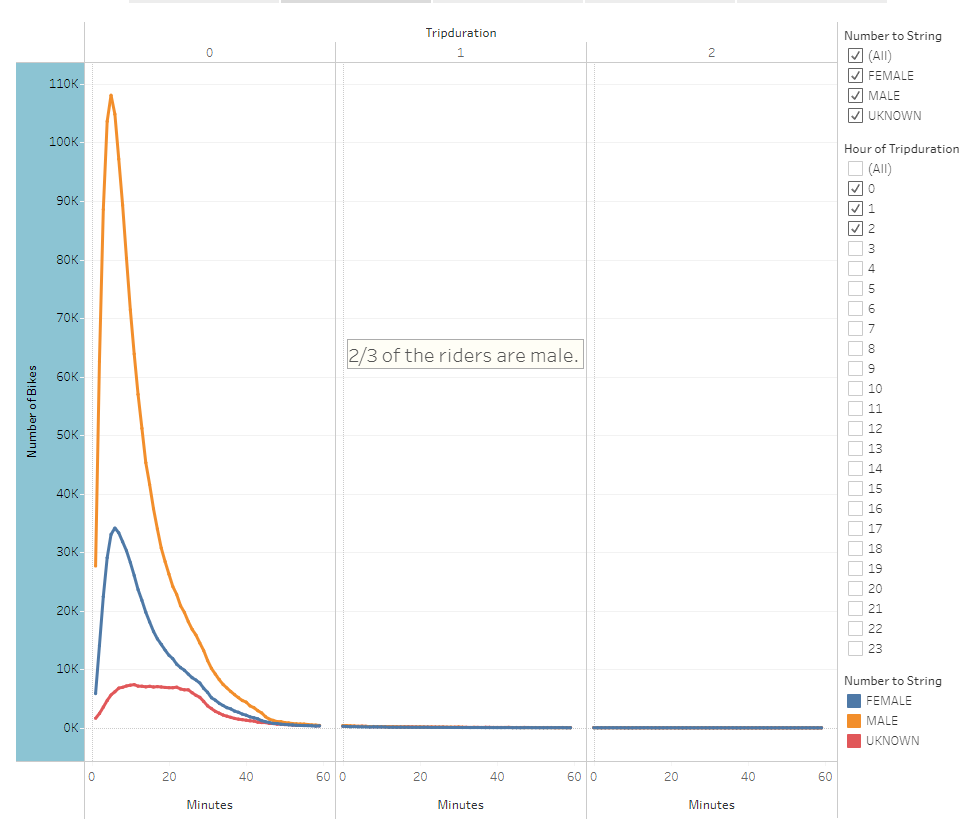 Tripduration
0 1 2
110K
100K
90K
80K
70K
60K
50K
40K
30K
20K
10K
0K
Number of Bikes
2/3 of the riders are male.
0 20 40 60 0 20 40 60 0 20 40 60
Minutes Minutes Minutes
Number to String
(All)
FEMALE
MALE
UKNOWN
Hour of Tripduration
(All)
0
1
2
3
4
5
6
7
8
9
10
11
12
13
14
15
16
17
18
19
20
21
22
23
Number to String
FEMALE
MALE
UKNOWN